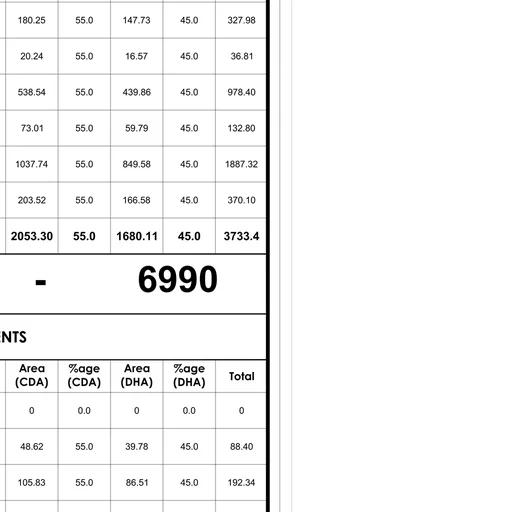 180.25 55.0 147.73 45.0 327.98
20.24 55.0 16.57 45.0 36.81
538.54 55.0 439.86 45.0 978.40
73.01 55.0 59.79 45.0 132.80
1037.74 55.0 849.58 45.0 1887.32
203.52 55.0 166.58 45.0 370.10
2053.30 55.0 1680.11 45.0 3733.4
- 6990
ENTS
Area (CDA) %age (CDA) Area (DHA) %age (DHA) Total
0 0.0 0 0.0 0
48.62 55.0 39.78 45.0 88.40
105.83 55.0 86.51 45.0 192.34